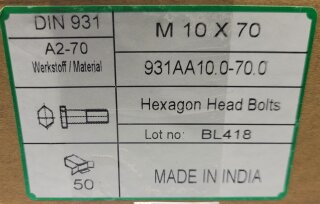 DIN 931
M 10 X 70
A2-70
Werkstoff / Material
931AA10.0-70.0
Hexagon Head Bolts
Lot no: BL418
50
MADE IN INDIA